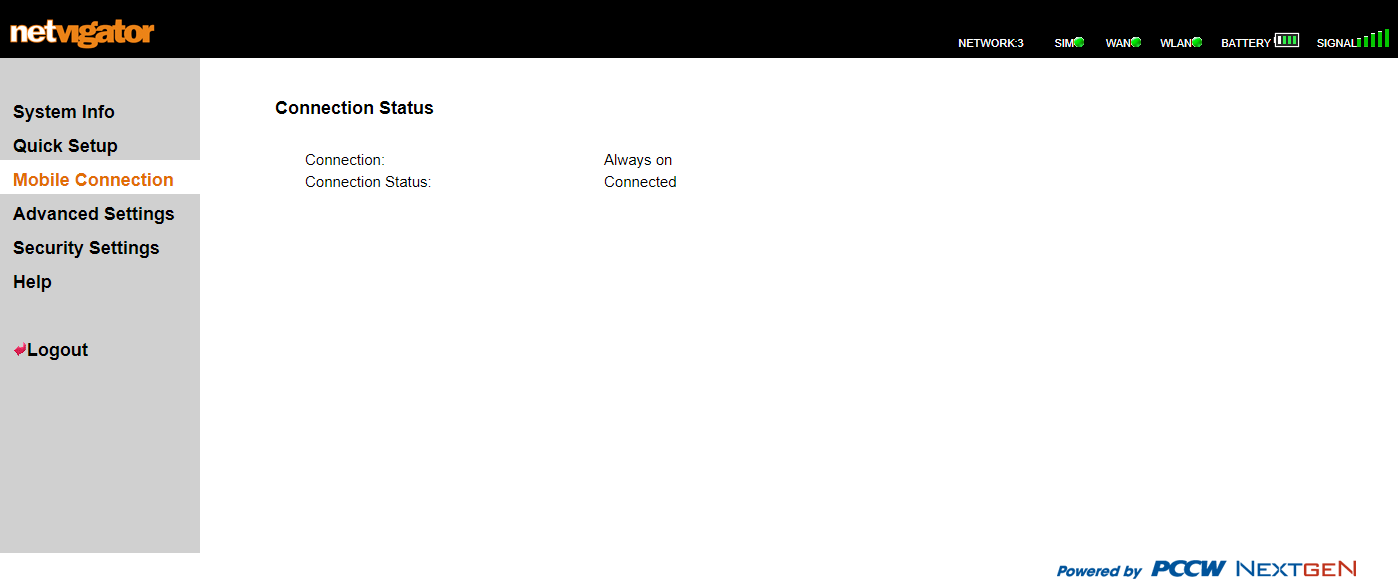 netvigator
NETWORK:3 SIM WAN WLAN BATTERY SIGNAL
System Info
Quick Setup
Mobile Connection
Advanced Settings
Security Settings
Help
Logout
Connection Status
Connection: Always on
Connection Status: Connected
Powered by PCCW NEXTGEN